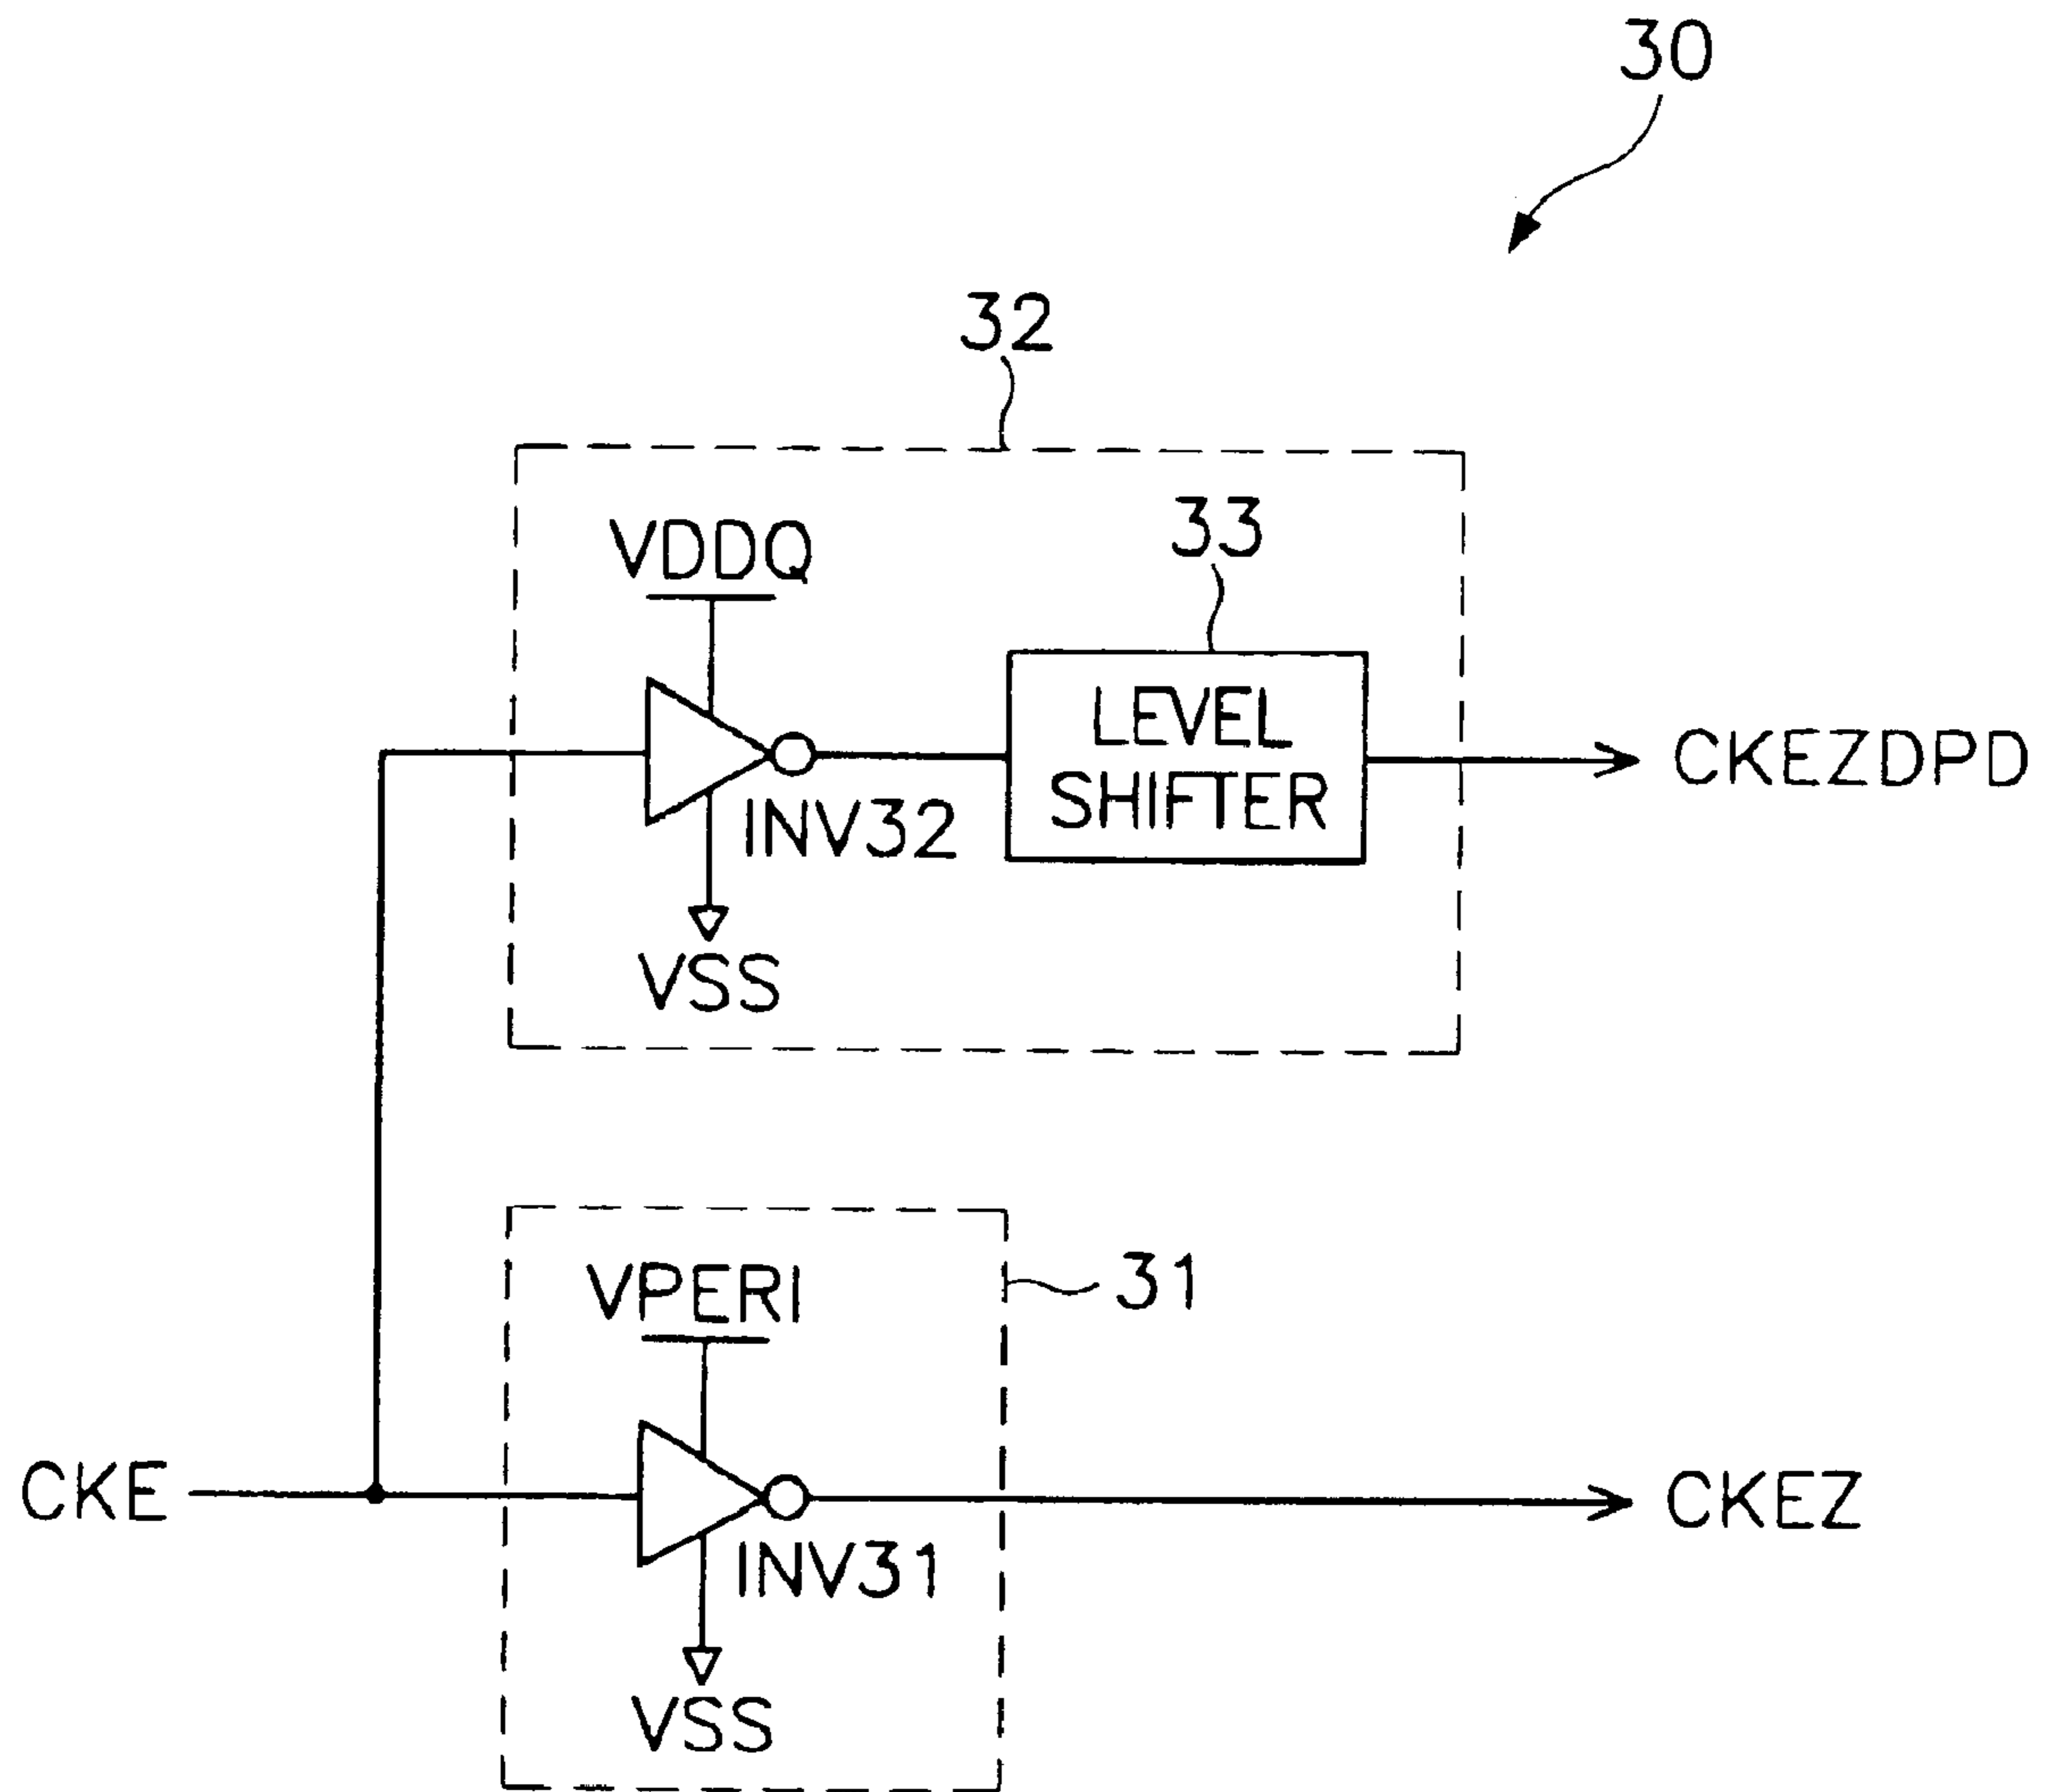 30
32
33
VDDQ
LEVEL
SHIFTER
CKEZDPD
INV32
VSS
31
VPERI
CKE
CKEZ
INV31
VSS